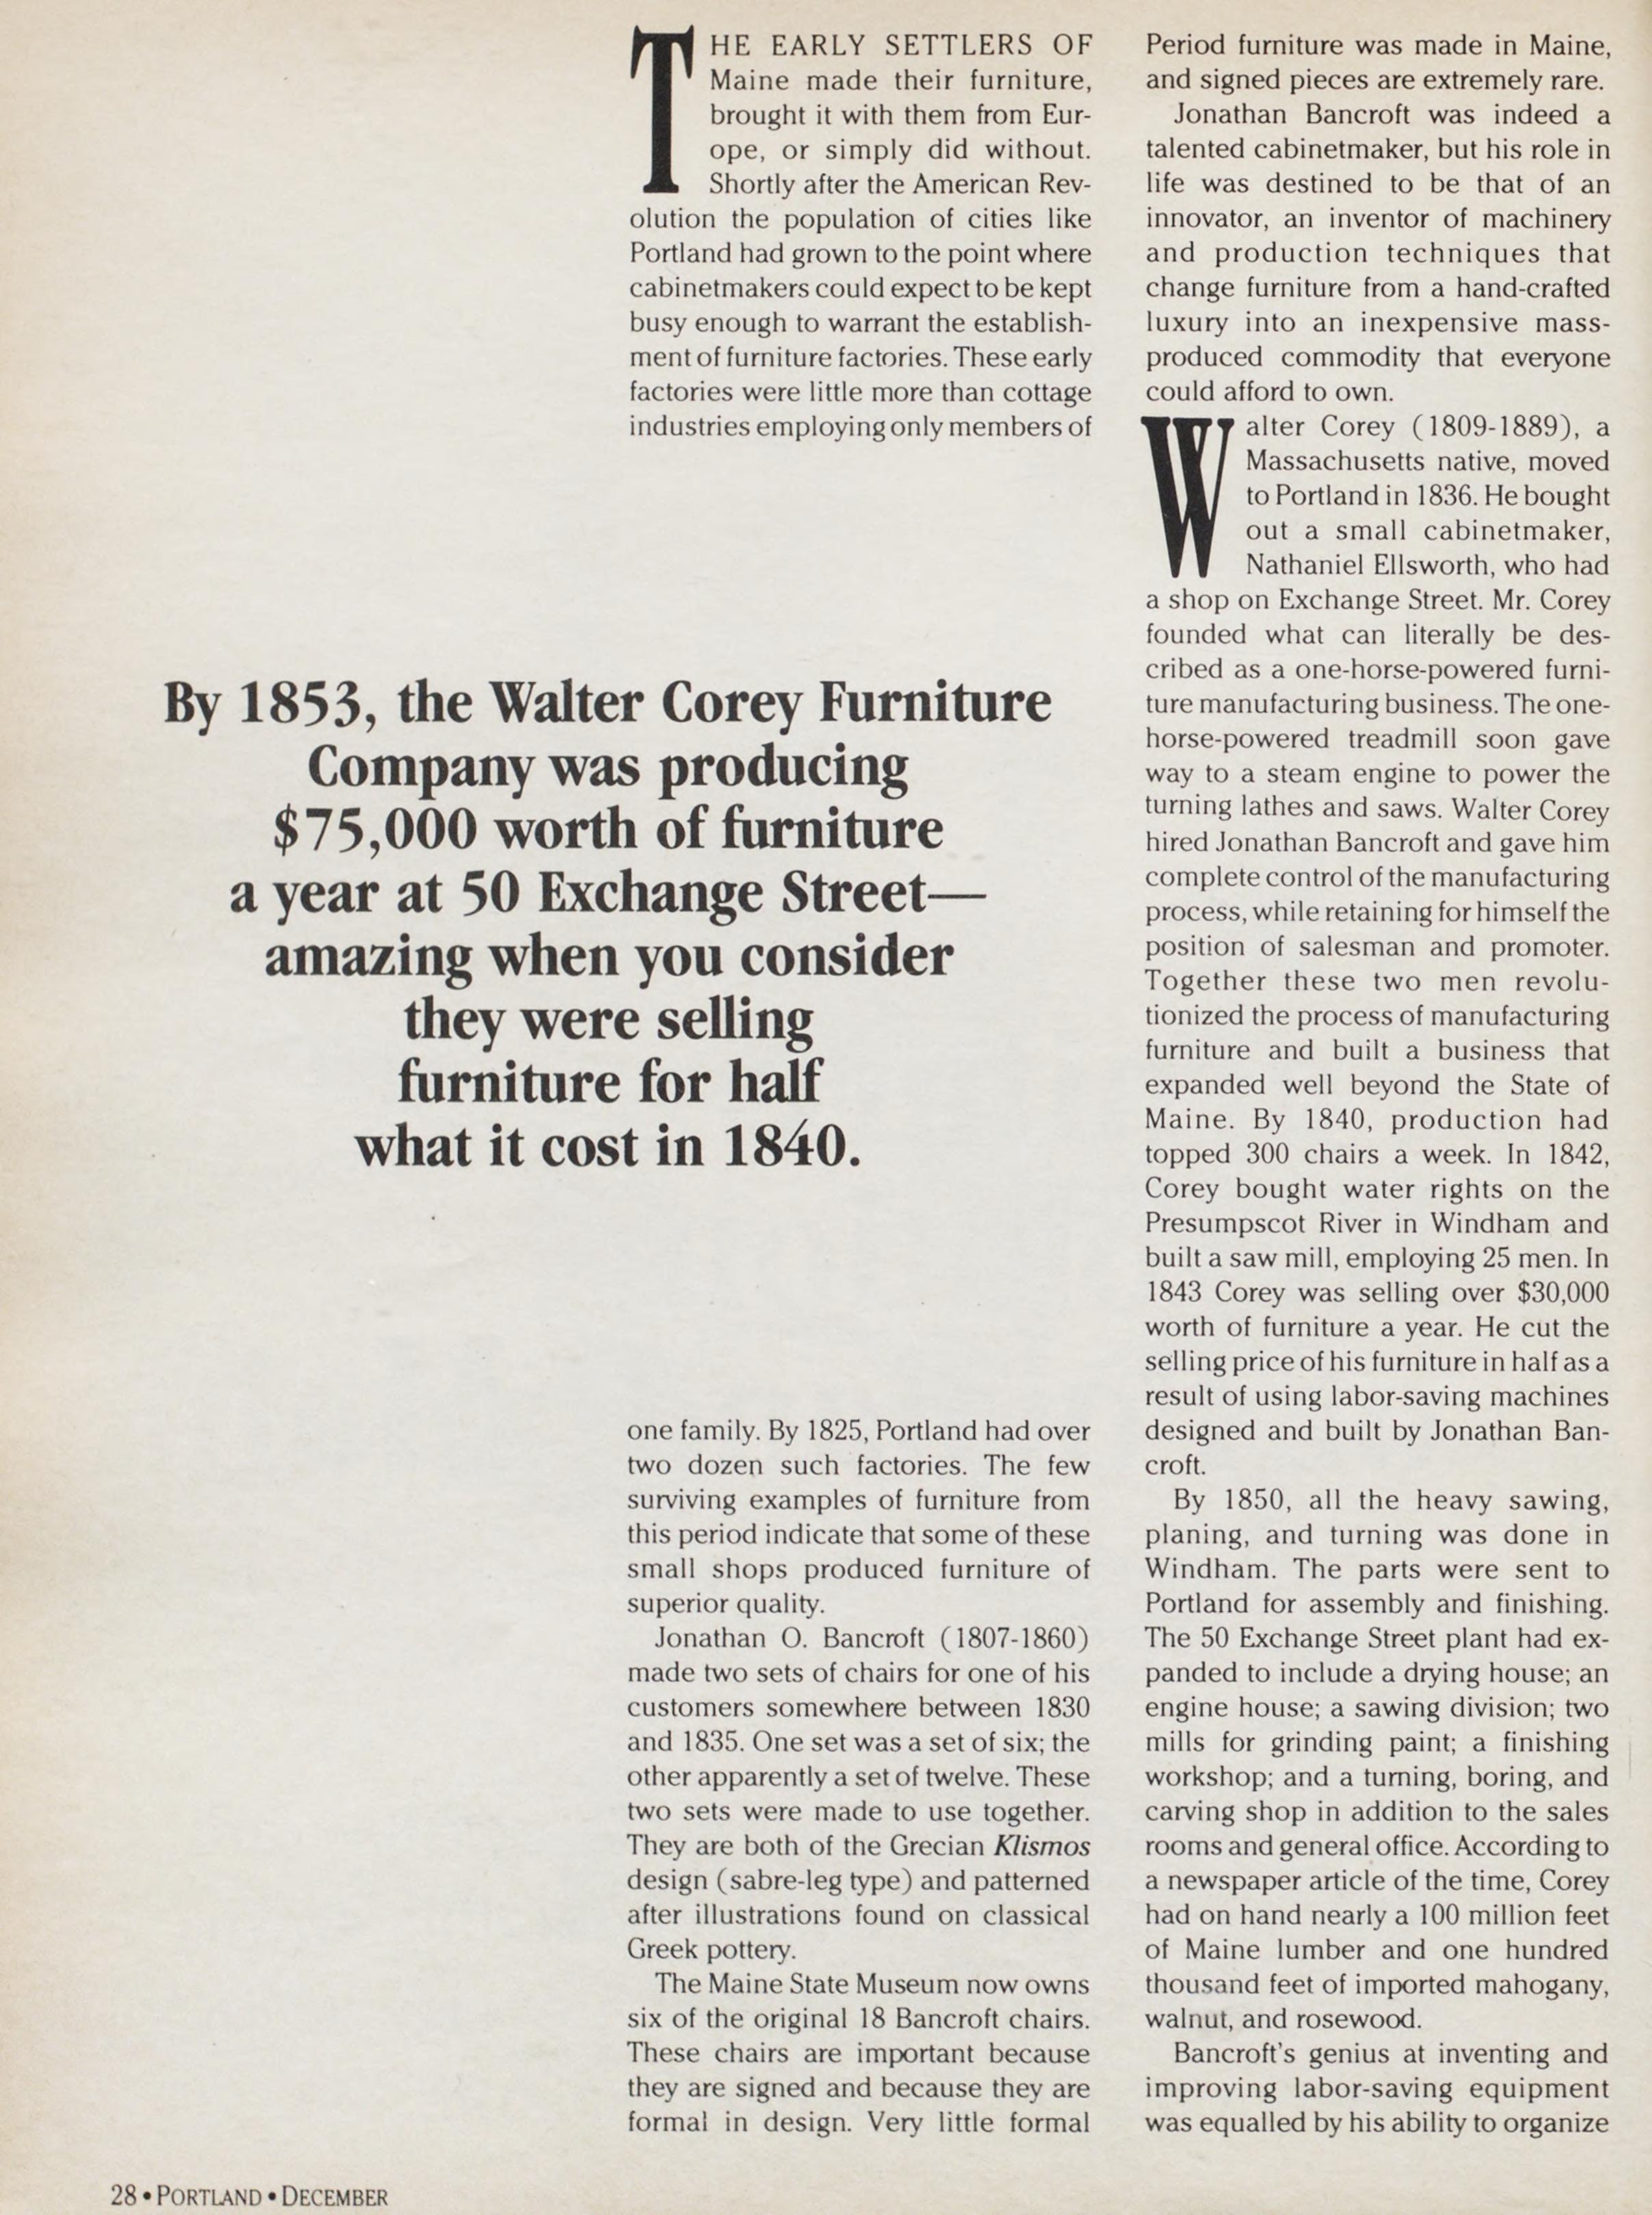 THE EARLY SETTLERS OF
Maine made their furniture,
brought it with them from Eur-
ope, or simply did without.
Shortly after the American Rev-
olution the population of cities like
Portland had grown to the point where
cabinetmakers could expect to be kept
busy enough to warrant the establish-
ment of furniture factories. These early
factories were little more than cottage
industries employing only members of
By 1853, the Walter Corey Furniture
Company was producing
$75,000 worth of furniture
a year at 50 Exchange Street—
amazing when you consider
they were selling
furniture for half
what it cost in 1840.
one family. By 1825, Portland had over
two dozen such factories. The few
surviving examples of furniture from
this period indicate that some of these
small shops produced furniture of
superior quality.
Jonathan O. Bancroft (1807-1860)
made two sets of chairs for one of his
customers somewhere between 1830
and 1835. One set was a set of six; the
other apparently a set of twelve. These
two sets were made to use together.
They are both of the Grecian Klismos
design (sabre-leg type) and patterned
after illustrations found on classical
Greek pottery.
The Maine State Museum now owns
six of the original 18 Bancroft chairs.
These chairs are important because
they are signed and because they are
formal in design. Very little formal
Period furniture was made in Maine,
and signed pieces are extremely rare.
Jonathan Bancroft was indeed a
talented cabinetmaker, but his role in
life was destined to be that of an
innovator, an inventor of machinery
and production techniques that
change furniture from a hand-crafted
luxury into an inexpensive mass-
produced commodity that everyone
could afford to own.
Walter Corey (1809-1889), a
Massachusetts native, moved
to Portland in 1836. He bought
out a small cabinetmaker,
Nathaniel Ellsworth, who had
a shop on Exchange Street. Mr. Corey
founded what can literally be des-
cribed as a one-horse-powered furni-
ture manufacturing business. The one-
horse-powered treadmill soon gave
way to a steam engine to power the
turning lathes and saws. Walter Corey
hired Jonathan Bancroft and gave him
complete control of the manufacturing
process, while retaining for himself the
position of salesman and promoter.
Together these two men revolu-
tionized the process of manufacturing
furniture and built a business that
expanded well beyond the State of
Maine. By 1840, production had
topped 300 chairs a week. In 1842,
Corey bought water rights on the
Presumpscot River in Windham and
built a saw mill, employing 25 men. In
1843 Corey was selling over $30,000
worth of furniture a year. He cut the
selling price of his furniture in half as a
result of using labor-saving machines
designed and built by Jonathan Ban-
croft.
By 1850, all the heavy sawing,
planing, and turning was done in
Windham. The parts were sent to
Portland for assembly and finishing.
The 50 Exchange Street plant had ex-
panded to include a drying house; an
engine house; a sawing division; two
mills for grinding paint; a finishing
workshop; and a turning, boring, and
carving shop in addition to the sales
rooms and general office. According to
a newspaper article of the time, Corey
had on hand nearly a 100 million feet
of Maine lumber and one hundred
thousand feet of imported mahogany,
walnut, and rosewood.
Bancroft's genius at inventing and
improving labor-saving equipment
was equalled by his ability to organize
28 • PORTLAND • DECEMBER